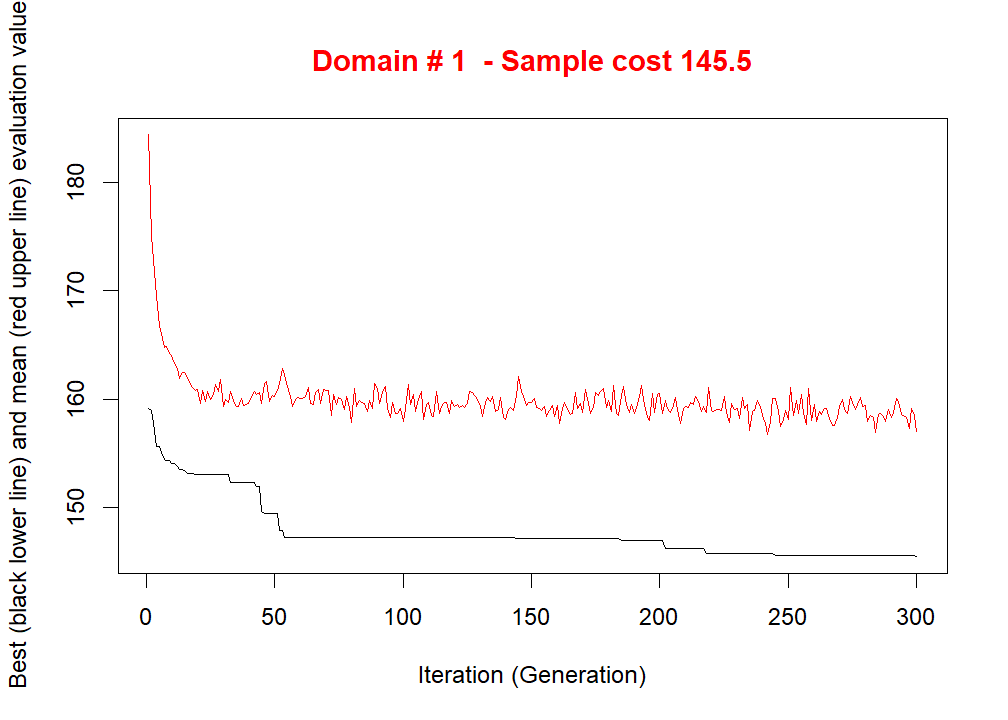 Domain # 1  - Sample cost 145.5
Best (black lower line) and mean (red upper line) evaluation value
180
170
160
150
0 50 100 150 200 250 300
Iteration (Generation)